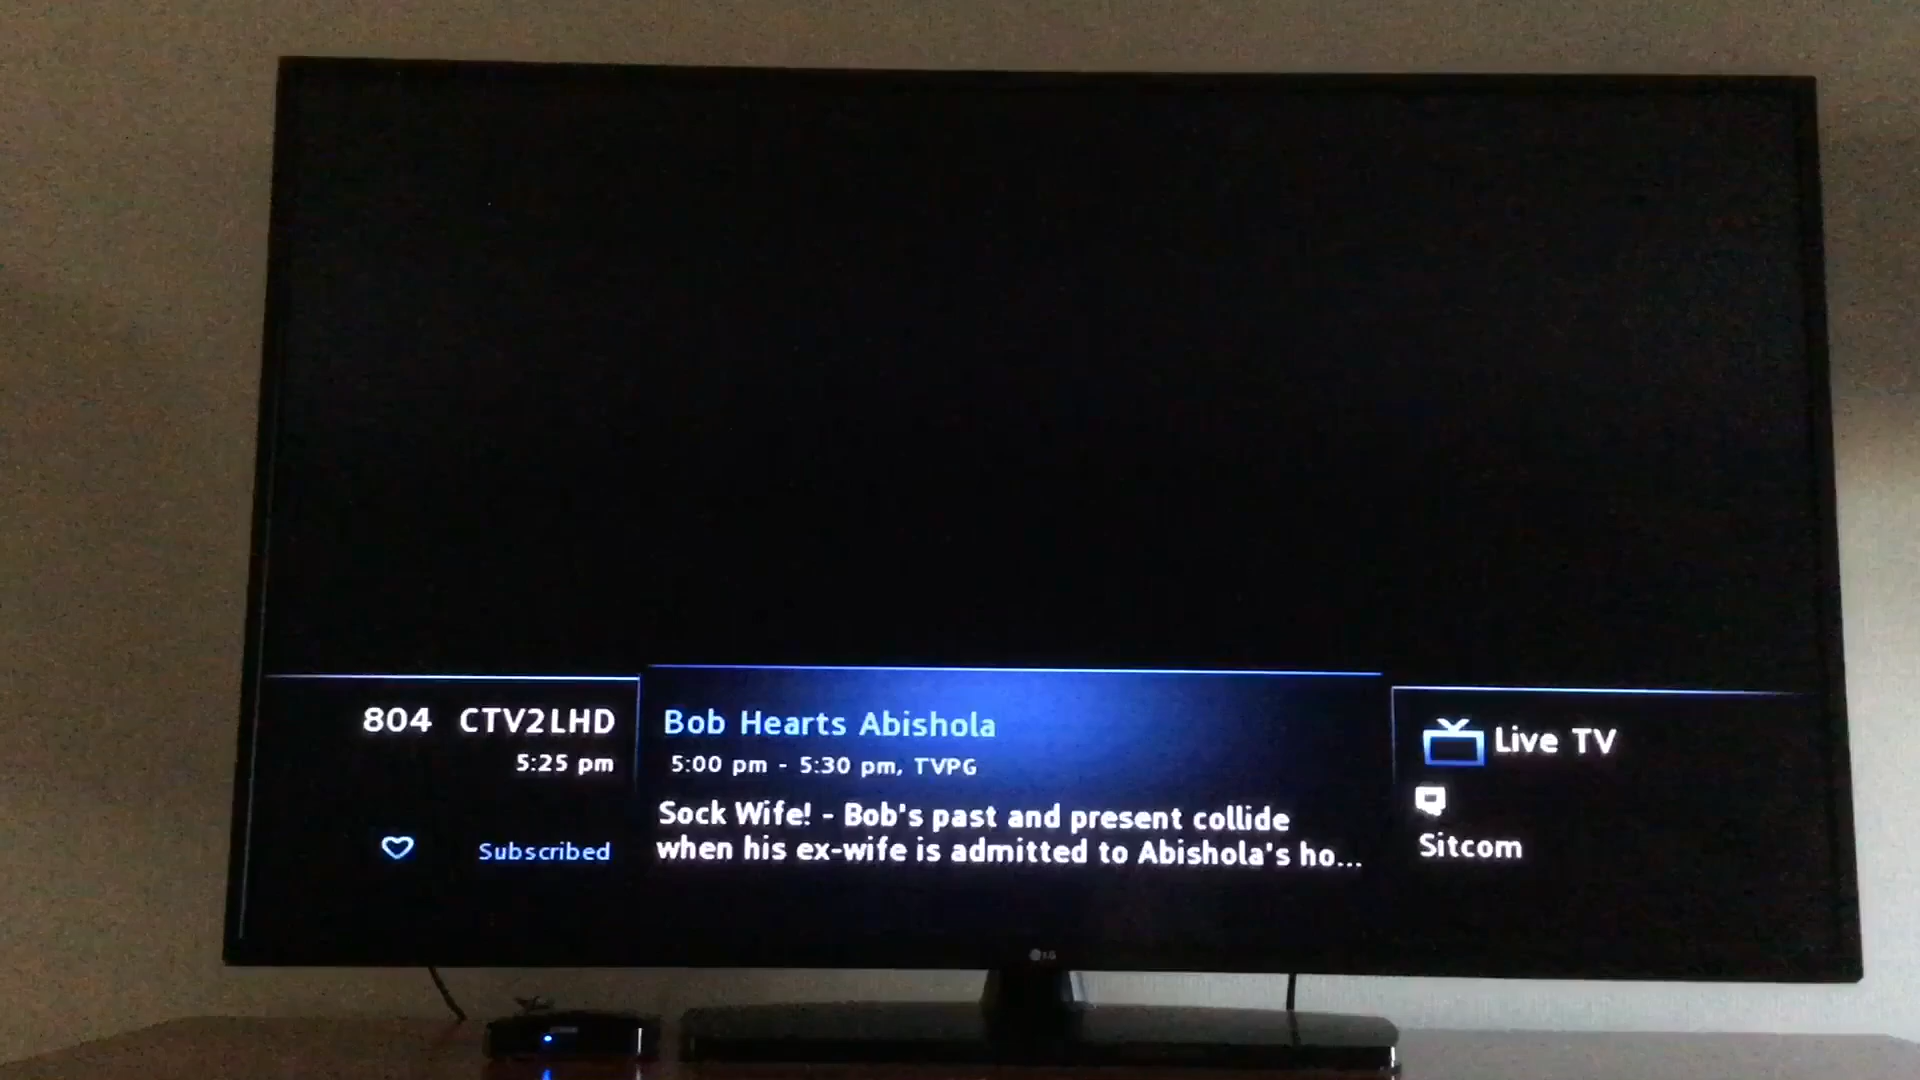 804 CTV2LHD
5:25 pm
Subscribed
Bob Hearts Abishola
5:00 pm - 5:30 pm, TVPG
Sock Wife! - Bob's past and present collide
when his ex-wife is admitted to Abishola's ho...
Live TV
Sitcom
LG